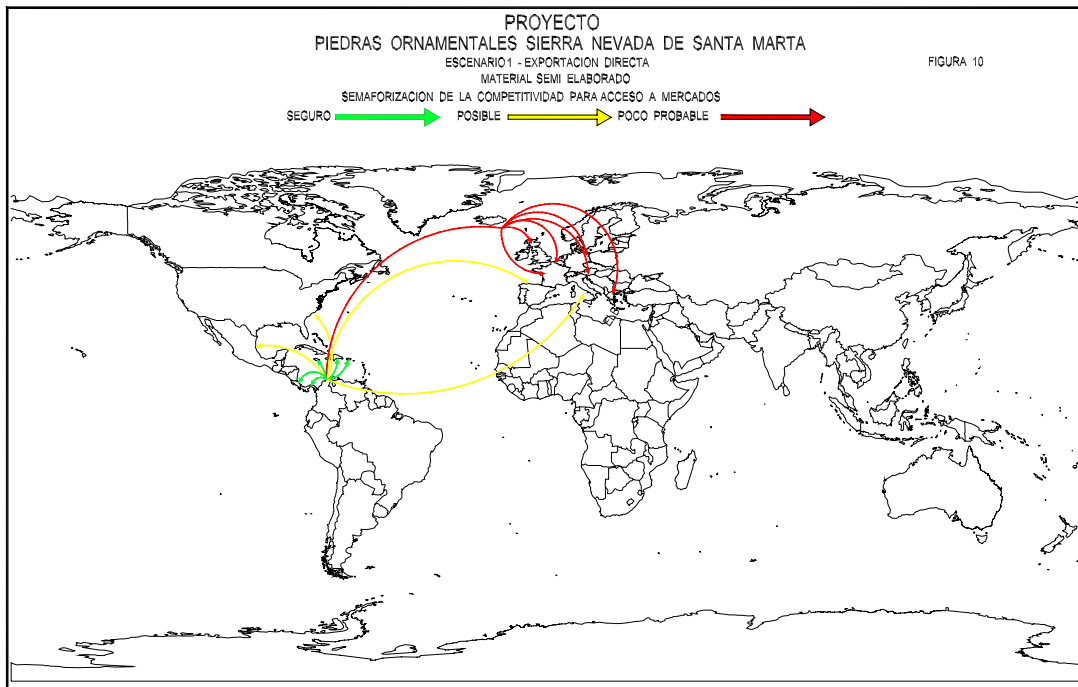 PROYECTO
PIEDRAS ORNAMENTALES SIERRA NEVADA DE SANTA MARTA
ESCENARIO1 - EXPORTACION DIRECTA
FIGURA 10
MATERIAL SEMI ELABORADO
SEMAFORIZACION DE LA COMPETITIVIDAD PARA ACCESO A MERCADOS
SEGURO POSIBLE POCO PROBABLE